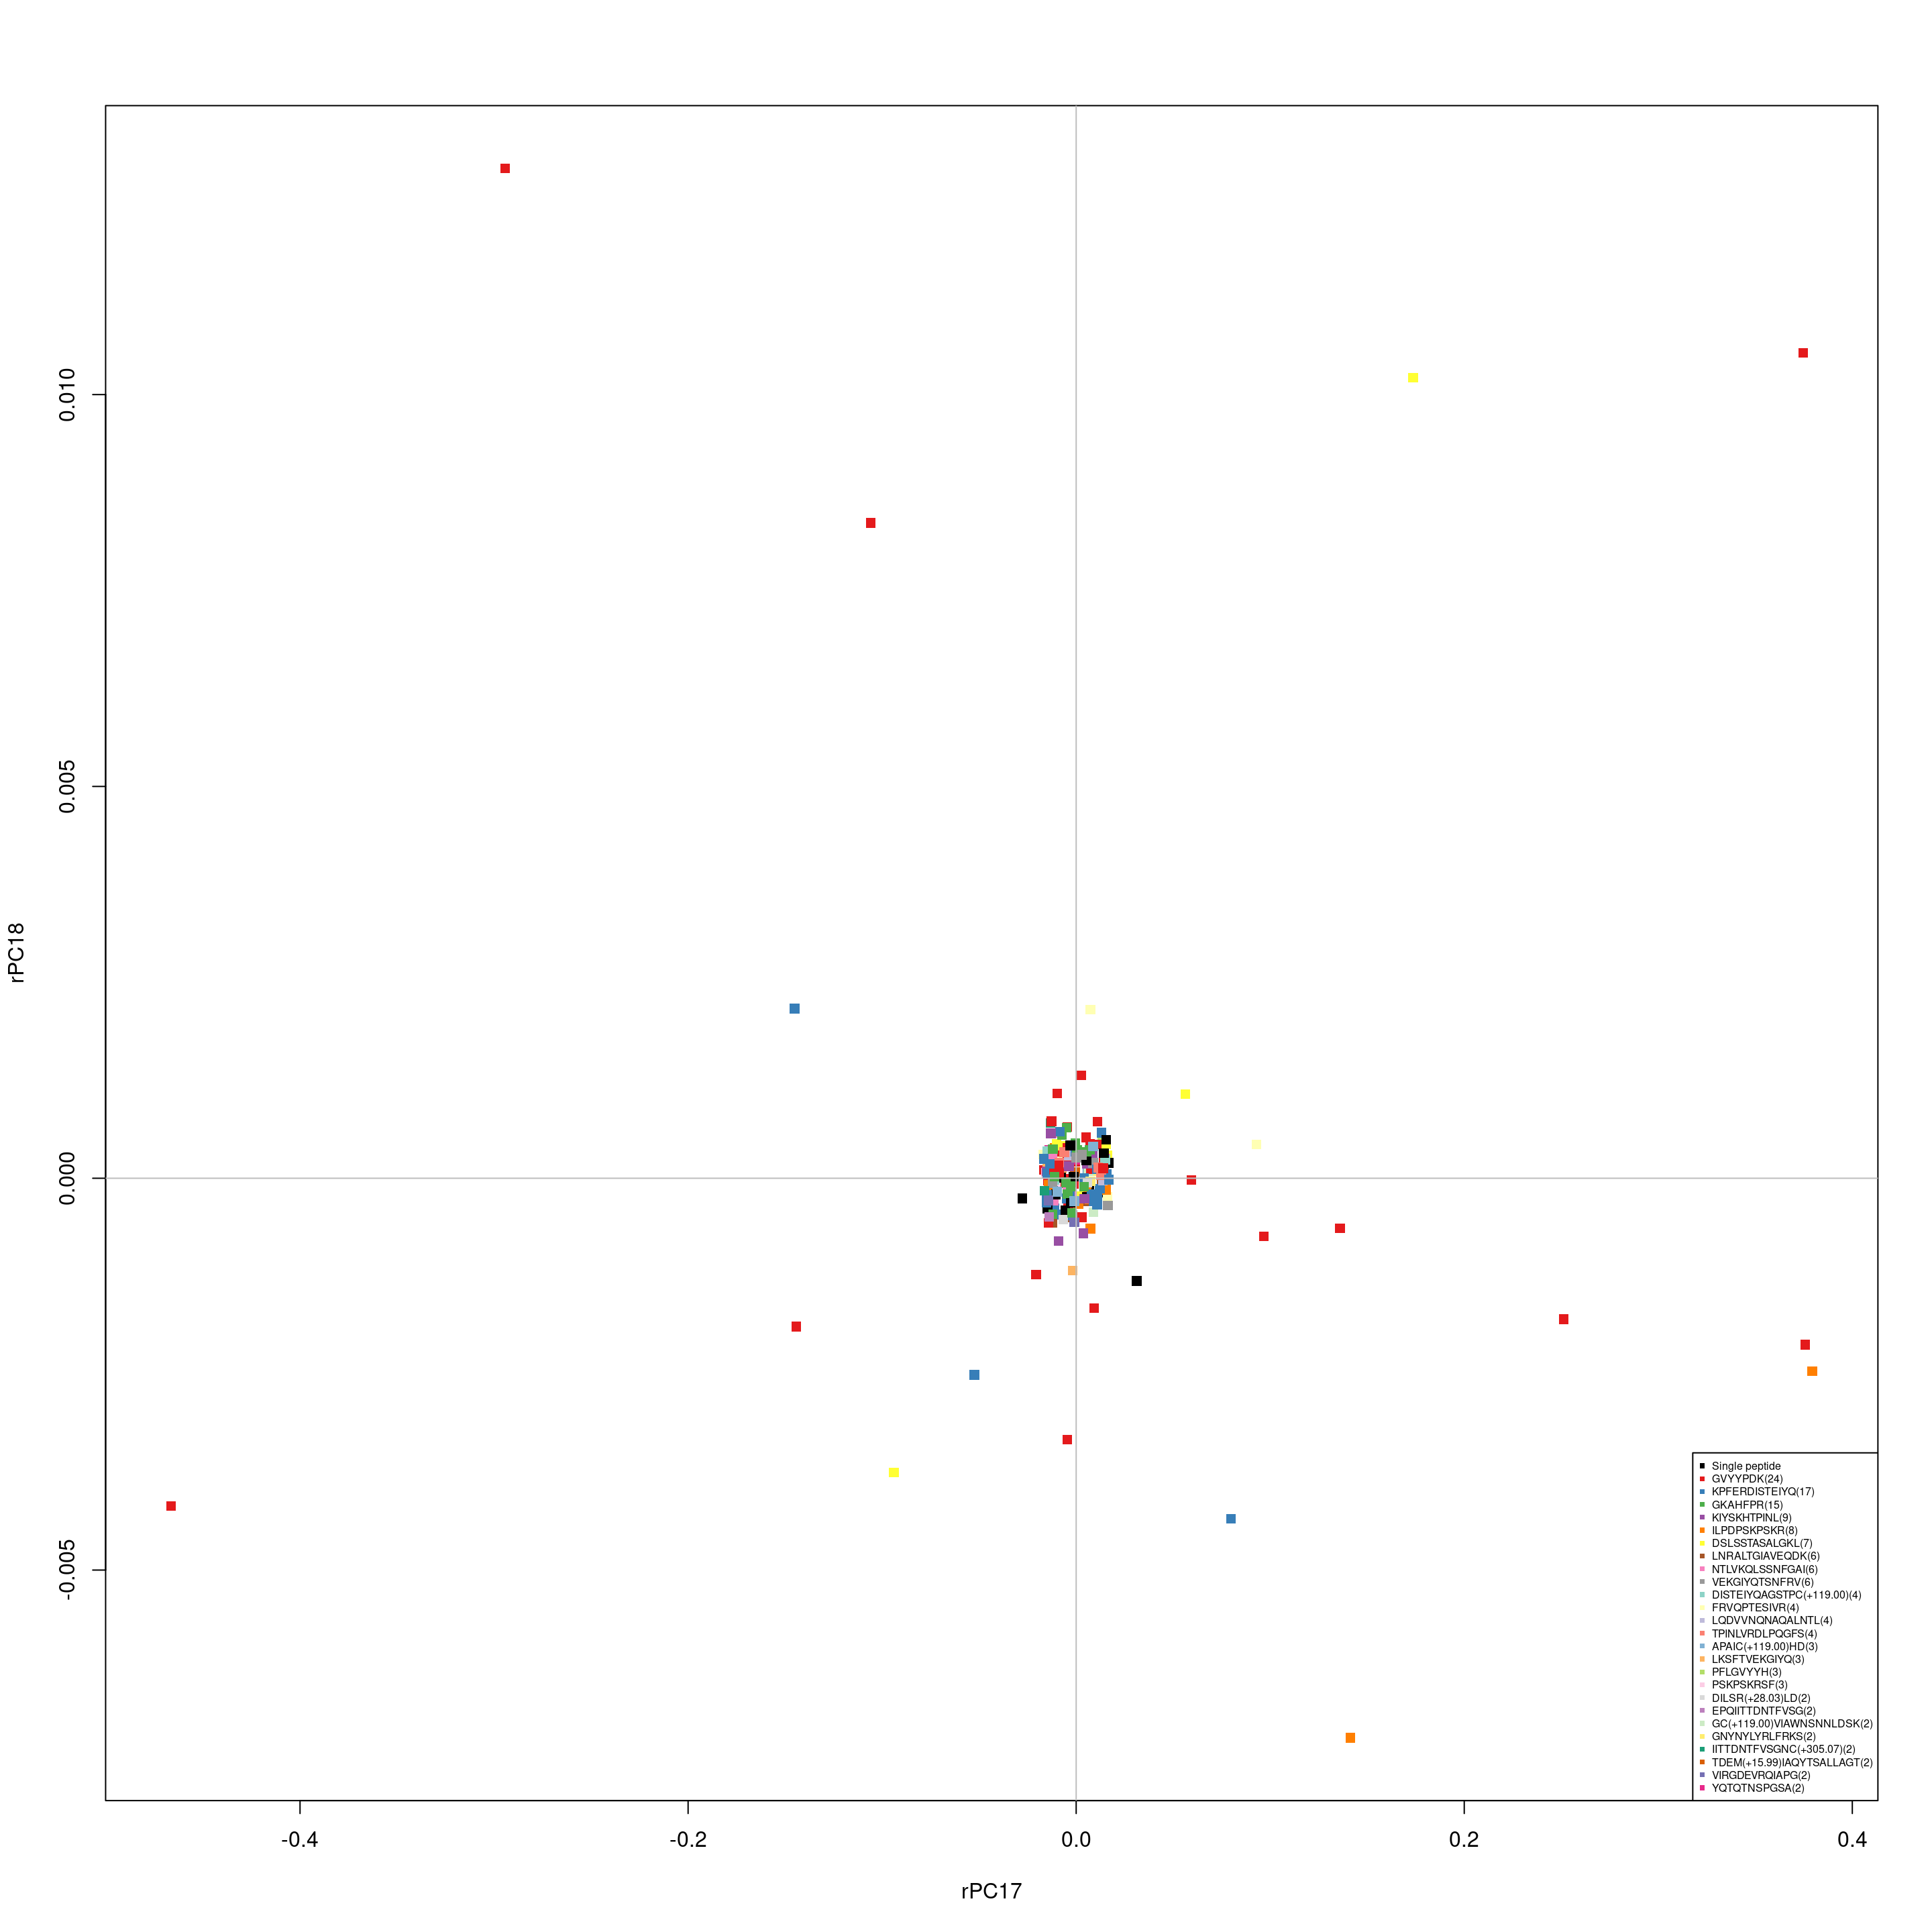 0.010
0.005
0.000
-0.005
rPC18
-0.4
-0.2
0.0
0.2
0.4
rPC17
Single peptide
GVYYPDK(24)
KPFERDISTEIYQ(17)
GKAHFPR(15)
KIYSKHTPINL(9)
ILPDPSKPSKR(8)
DSLSSTASALGKL(7)
LNRALTGIAVEQDK(6)
NTLVKQLSSNFGAI(6)
VEKGIYQTSNFRV(6)
DISTEIYQAGSTPC(+119.00)(4)
FRVQPTESIVR(4)
LQDVVNQNAQALNTL(4)
TPINLVRDLPQGFS(4)
APAIC(+119.00)HD(3)
LKSFTVEKGIYQ(3)
PFLGVYYH(3)
PSKPSKRSF(3)
DILSR(+28.03)LD(2)
EPQIITTDNTFVSG(2)
GC(+119.00)VIAWNSNNLDSK(2)
GNYNYLYRLFRKS(2)
IITTDNTFVSGNC(+305.07)(2)
TDEM(+15.99)IAQYTSALLAGT(2)
VIRGDEVRQIAPG(2)
YQTQTNSPGSA(2)